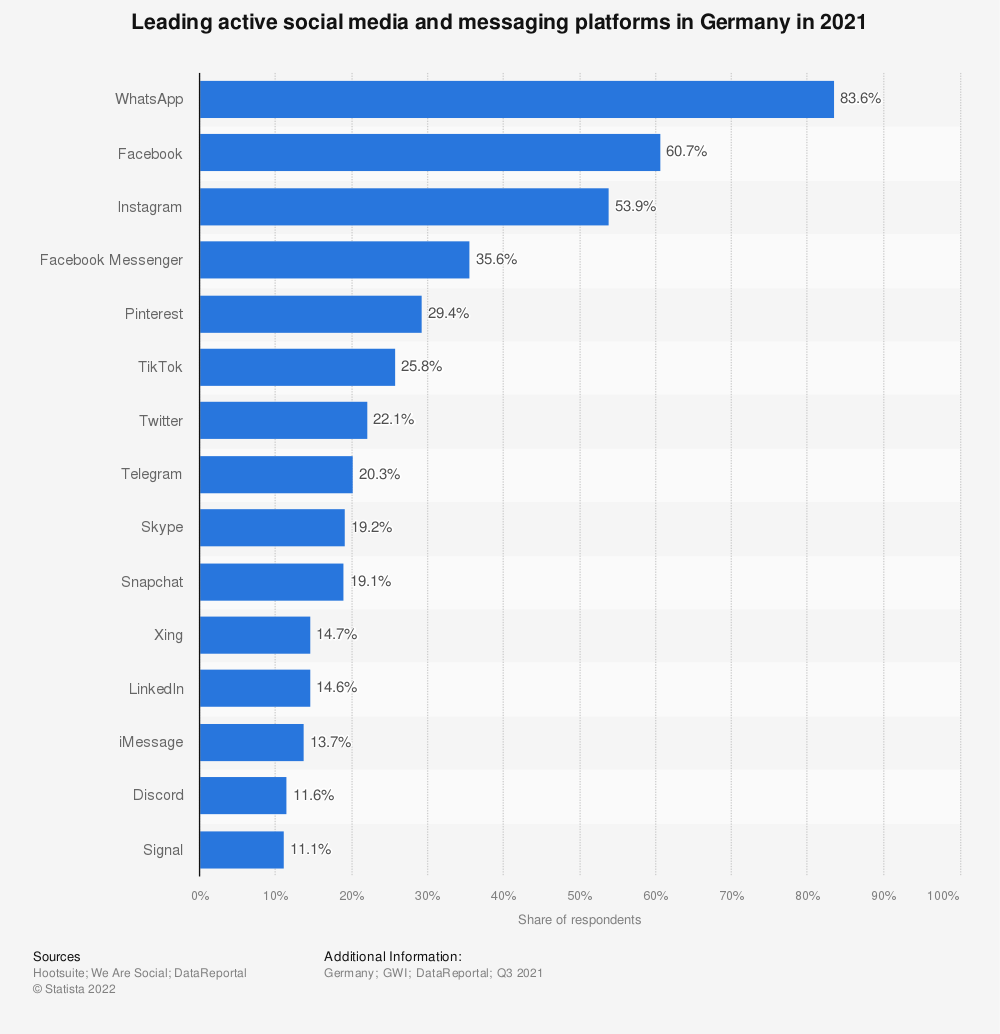 Leading active social media and messaging platforms in Germany in 2021
WhatsApp 83.6%
Facebook 60.7%
Instagram 53.9%
Facebook Messenger 35.6%
Pinterest 29.4%
TikTok 25.8%
Twitter 22.1%
Telegram 20.3%
Skype 19.2%
Snapchat 19.1%
Xing 14.7%
LinkedIn 14.6%
iMessage 13.7%
Discord 11.6%
Signal 11.1%
0% 10% 20% 30% 40% 50% 60% 70% 80% 90% 100%
Share of respondents
Sources
Hootsuite; We Are Social; DataReportal
© Statista 2022
Additional Information:
Germany; GWI; DataReportal; Q3 2021